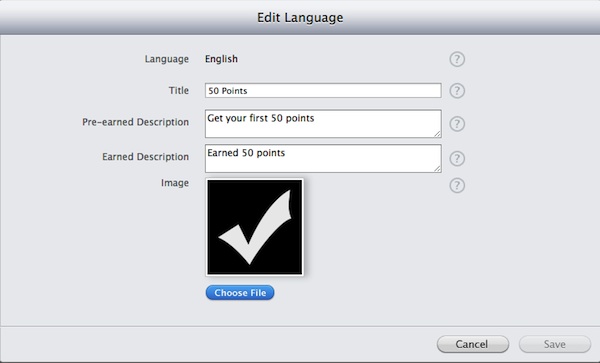 Edit Language
Language English ?
Title 50 Points ?
Pre-earned Description Get your first 50 points ?
Earned Description Earned 50 points ?
Image ?
Choose File
Cancel Save